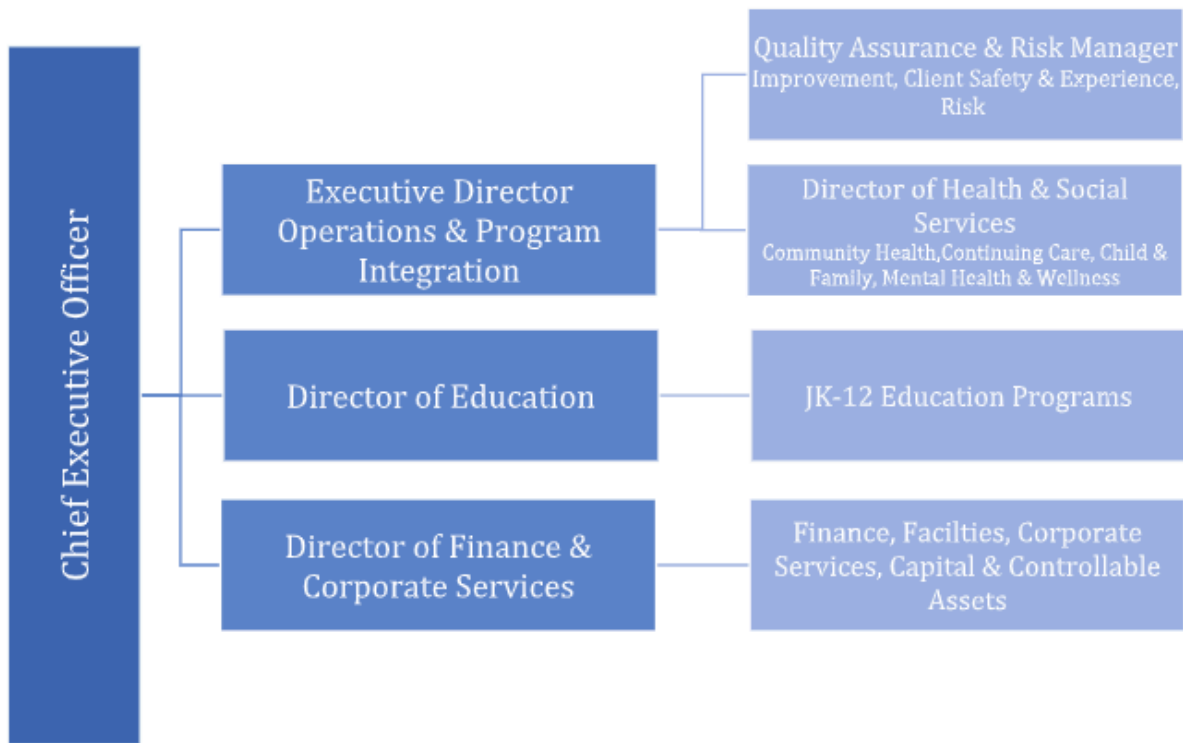 Chief Executive Officer
Executive Director
Operations & Program
Integration
Quality Assurance & Risk Manager
Improvement, Client Safety & Experience,
Risk
Director of Health & Social
Services
Community Health,Continuing Care, Child &
Family, Mental Health & Wellness
Director of Education
JK-12 Education Programs
Director of Finance &
Corporate Services
Finance, Facilties, Corporate
Services, Capital & Controllable
Assets